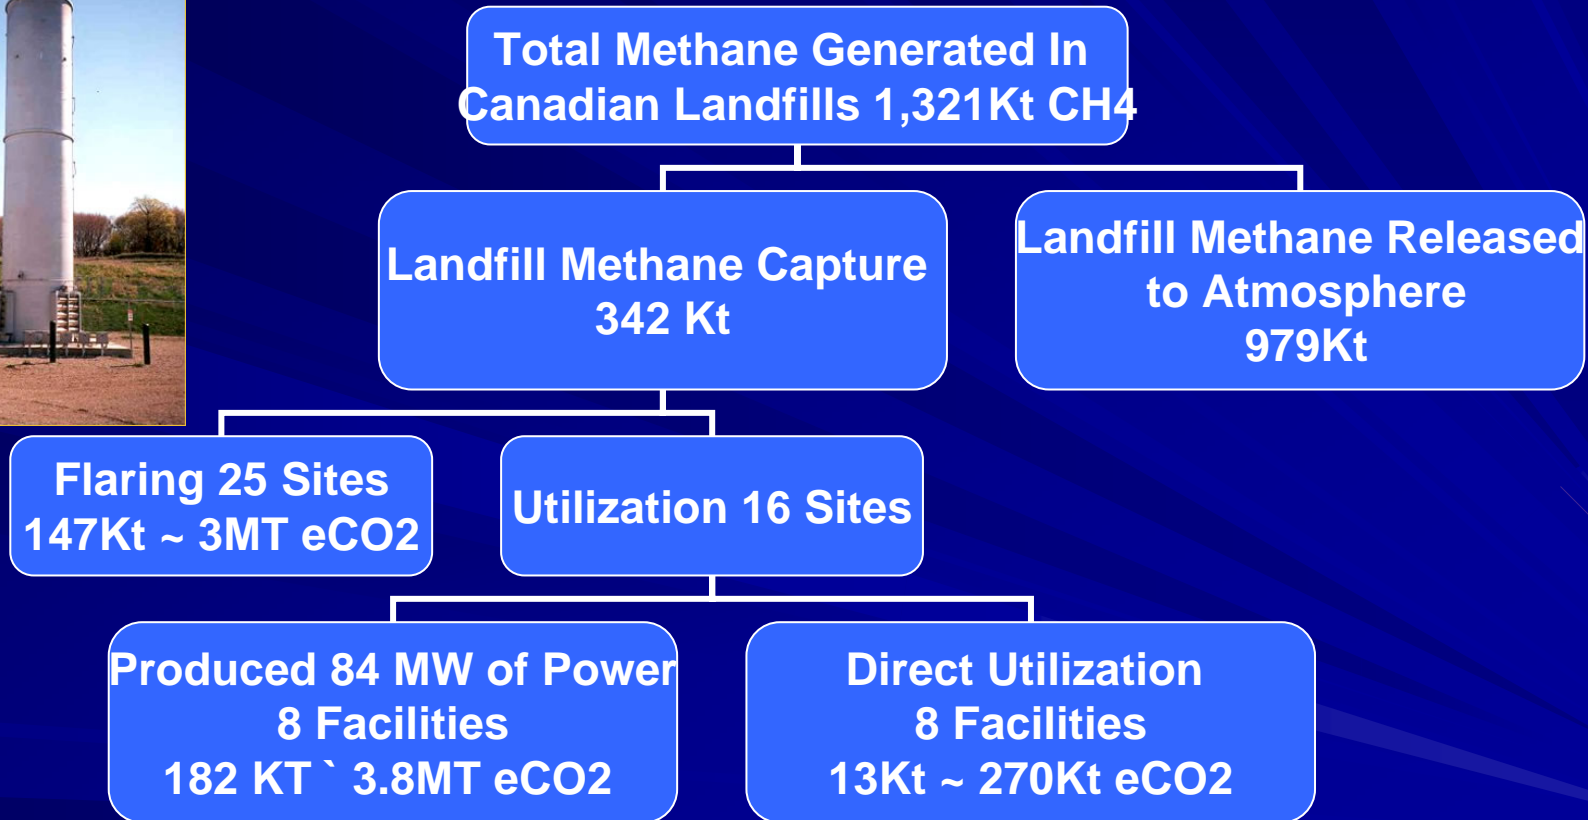 Total Methane Generated In
Canadian Landfills 1,321Kt CH4
Landfill Methane Capture
342 Kt
Landfill Methane Released
to Atmosphere
979Kt
Flaring 25 Sites
147Kt ~ 3MT eCO2
Utilization 16 Sites
Produced 84 MW of Power
8 Facilities
182 KT ` 3.8MT eCO2
Direct Utilization
8 Facilities
13Kt ~ 270Kt eCO2